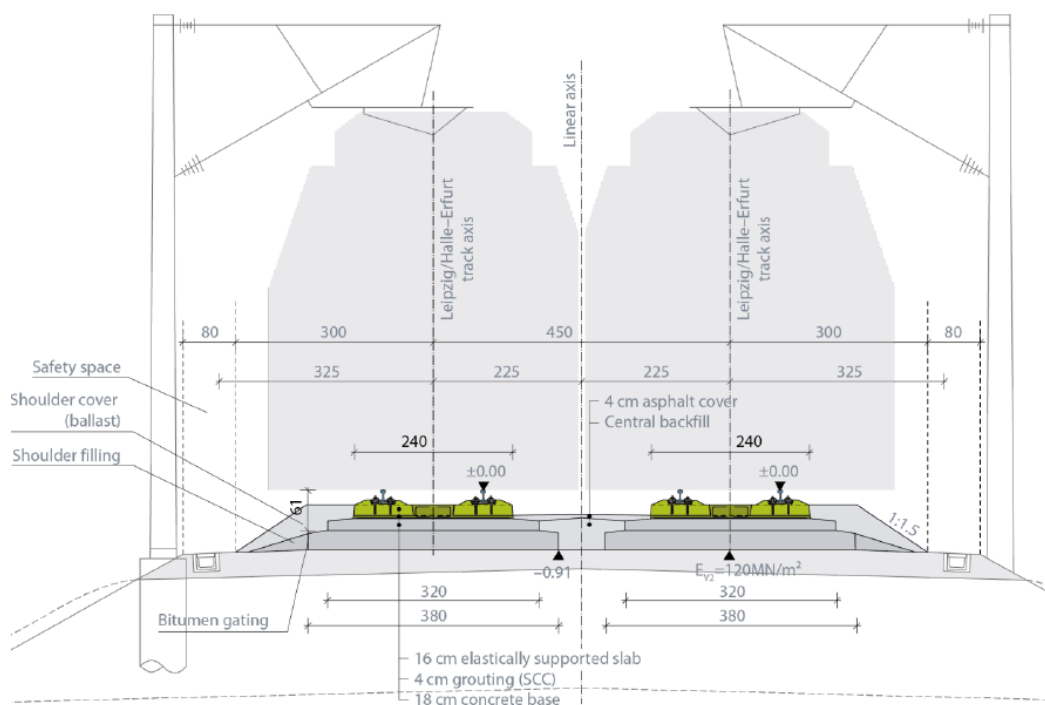 Linear axis
Leipzig/Halle–Erfurt
track axis
Leipzig/Halle–Erfurt
track axis
80
300
450
300
80
325
225
225
325
Safety space
Shoulder cover
(ballast)
Shoulder filling
4 cm asphalt cover
Central backfill
240
240
±0.00
±0.00
61
1:1.5
–0.91
Ev2=120MN/m²
320
320
380
380
Bitumen gating
16 cm elastically supported slab
4 cm grouting (SCC)
18 cm concrete base